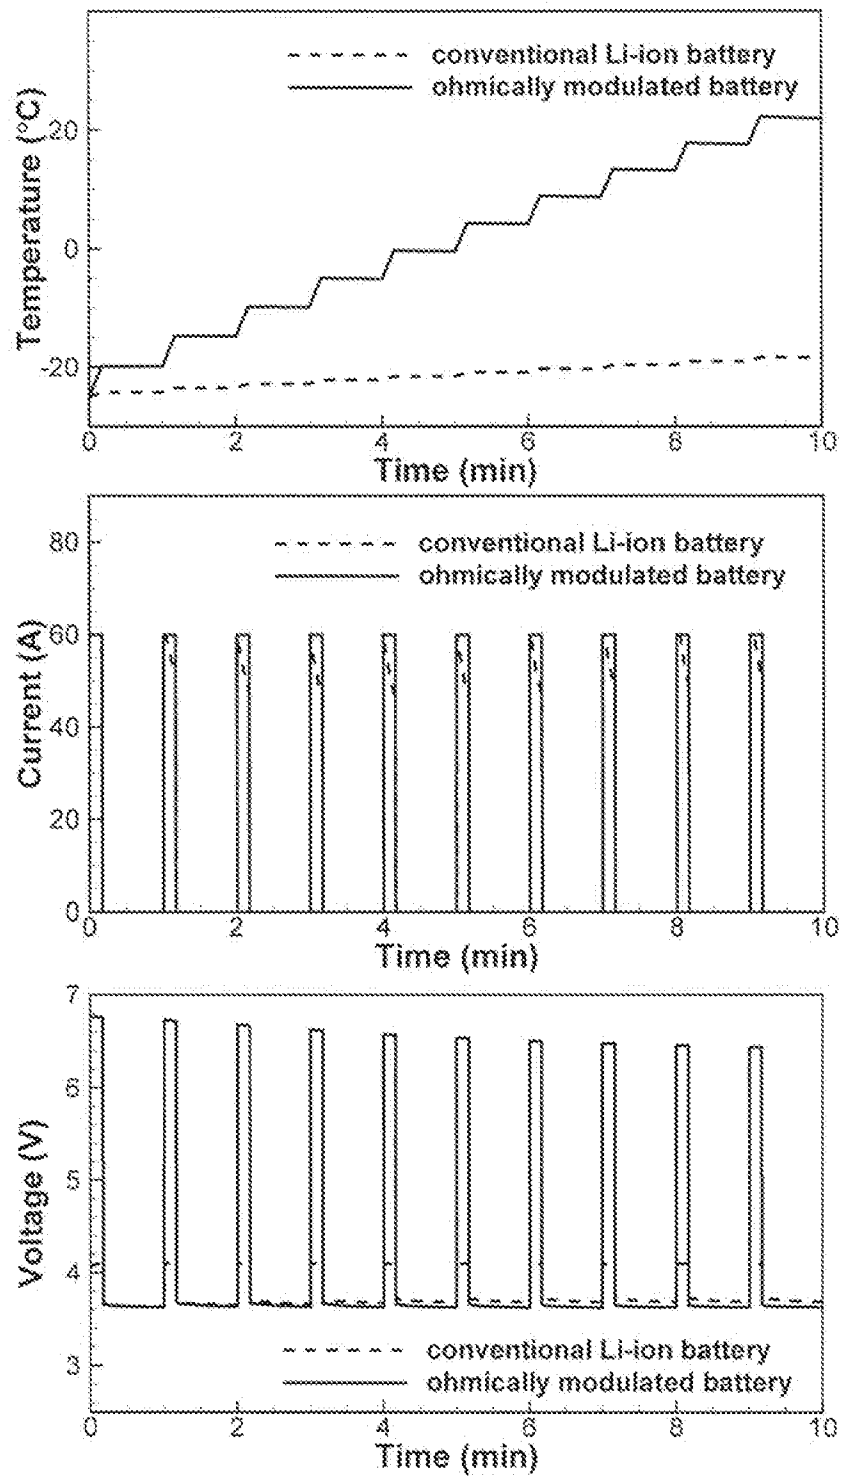 conventional Li-ion battery
ohmically modulated battery
Temperature (°C)
20
0
-20
0 2 4 6 8 10
Time (min)
conventional Li-ion battery
ohmically modulated battery
Current (A)
80
60
40
20
0
0 2 4 6 8 10
Time (min)
7
6
5
4
3
Voltage (V)
conventional Li-ion battery
ohmically modulated battery
0 2 4 6 8 10
Time (min)